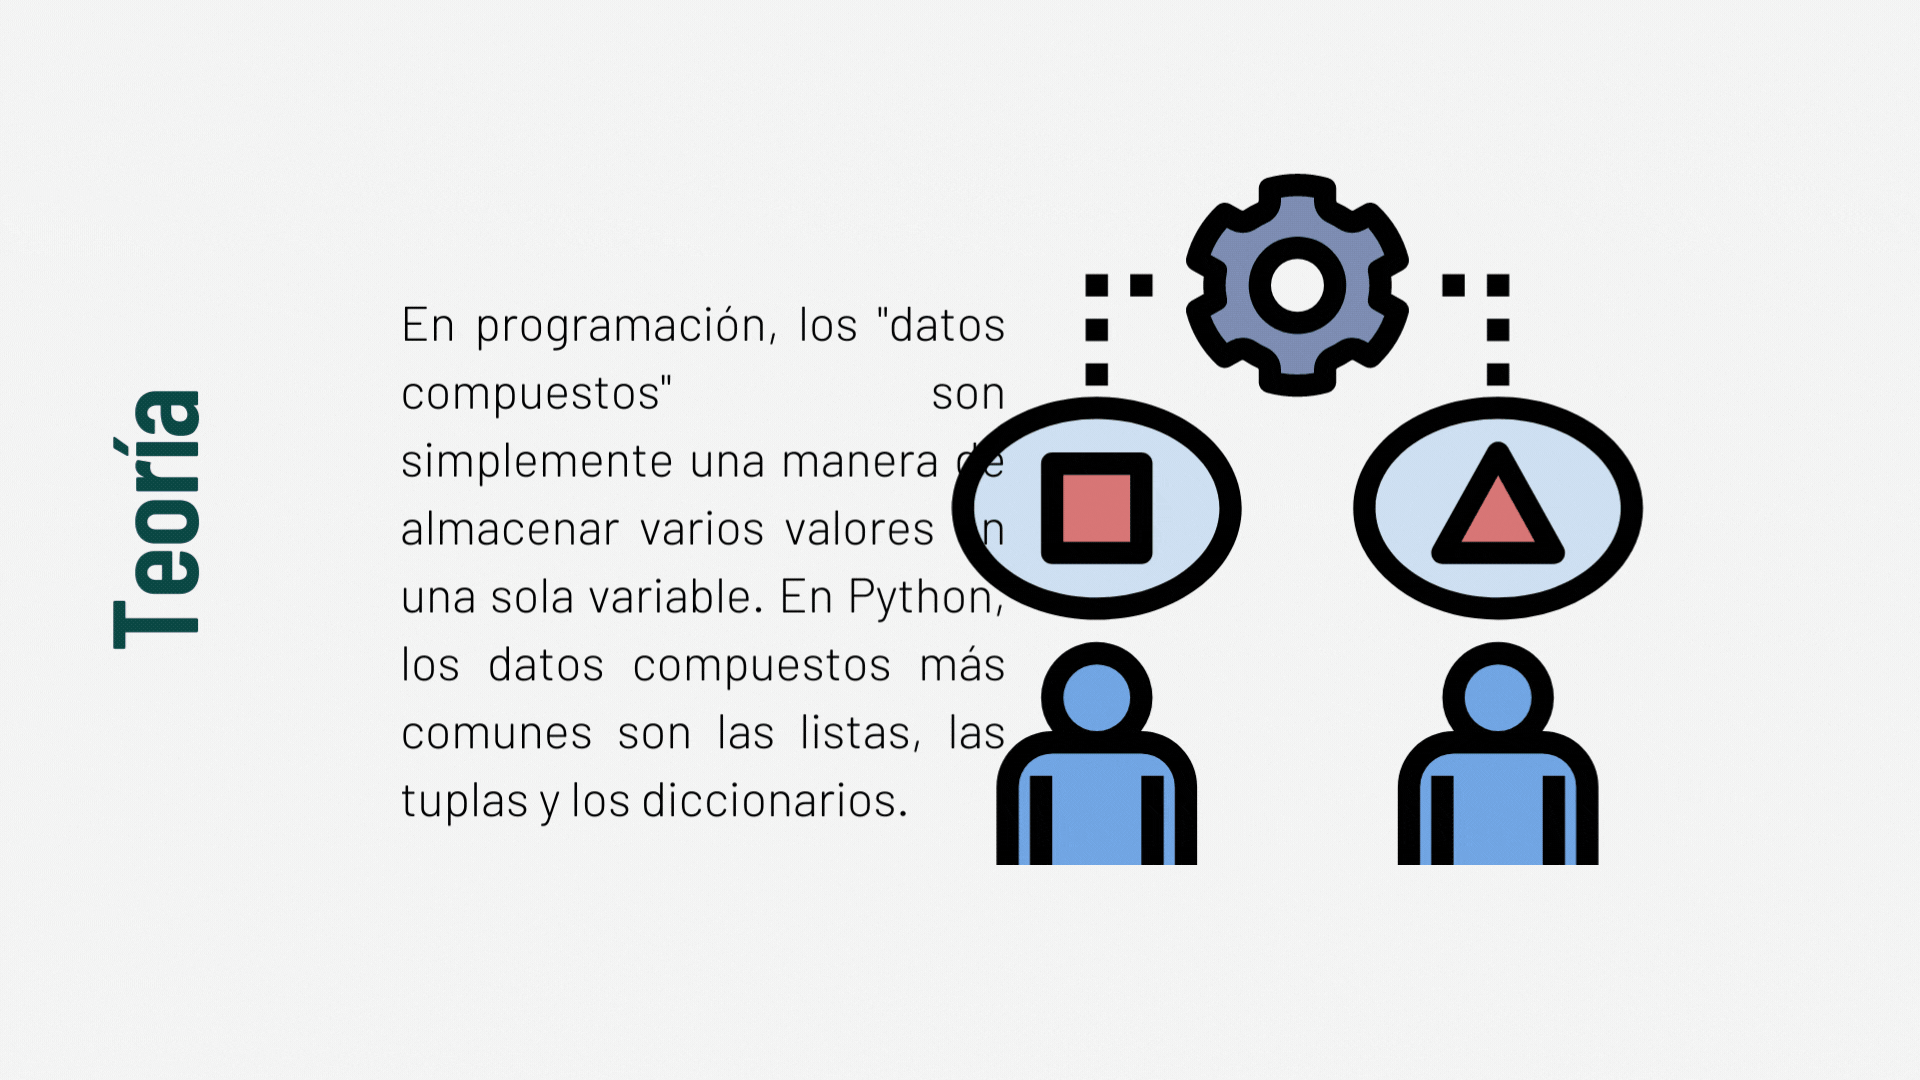 Teoría
En programación, los "datos
compuestos" son
simplemente una manera de
almacenar varios valores en
una sola variable. En Python,
los datos compuestos más
comunes son las listas, las
tuplas y los diccionarios.